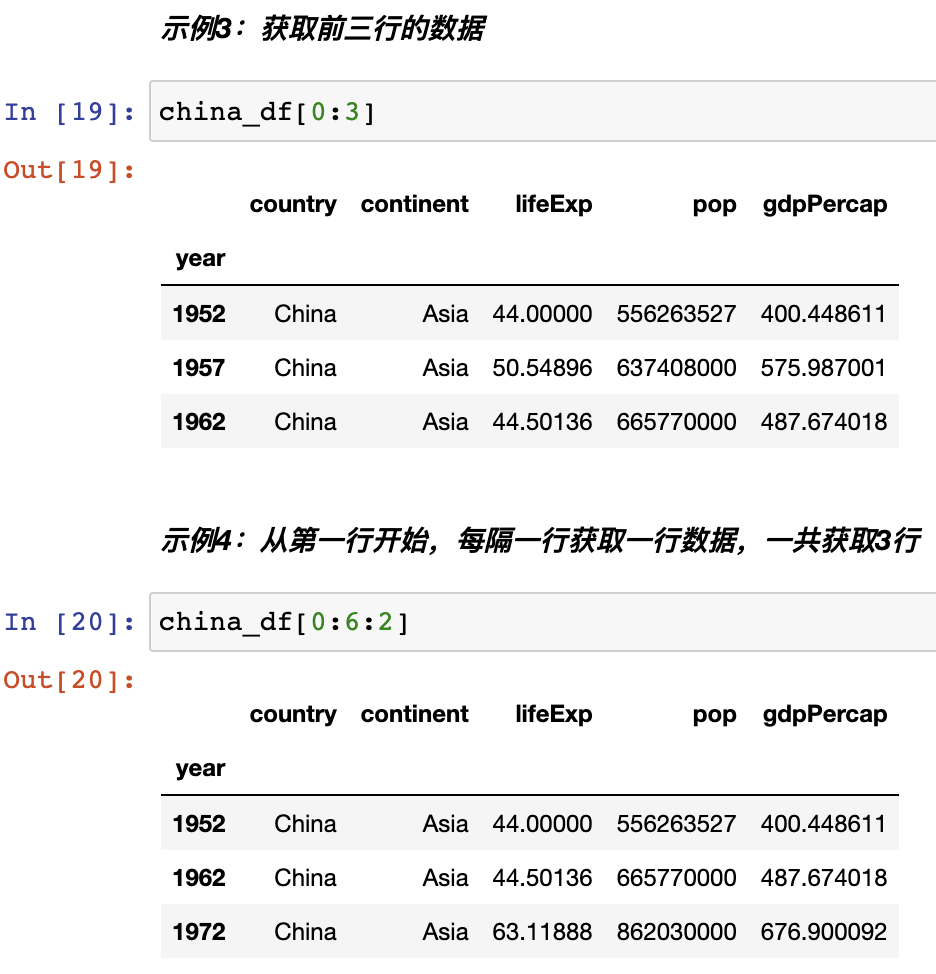 示例3：获取前三行的数据
In [19]: china_df[0:3]
Out[19]:
country continent lifeExp pop gdpPercap
year
1952 China Asia 44.00000 556263527 400.448611
1957 China Asia 50.54896 637408000 575.987001
1962 China Asia 44.50136 665770000 487.674018
示例4：从第一行开始，每隔一行获取一行数据，一共获取3行
In [20]: china_df[0:6:2]
Out[20]:
country continent lifeExp pop gdpPercap
year
1952 China Asia 44.00000 556263527 400.448611
1962 China Asia 44.50136 665770000 487.674018
1972 China Asia 63.11888 862030000 676.900092